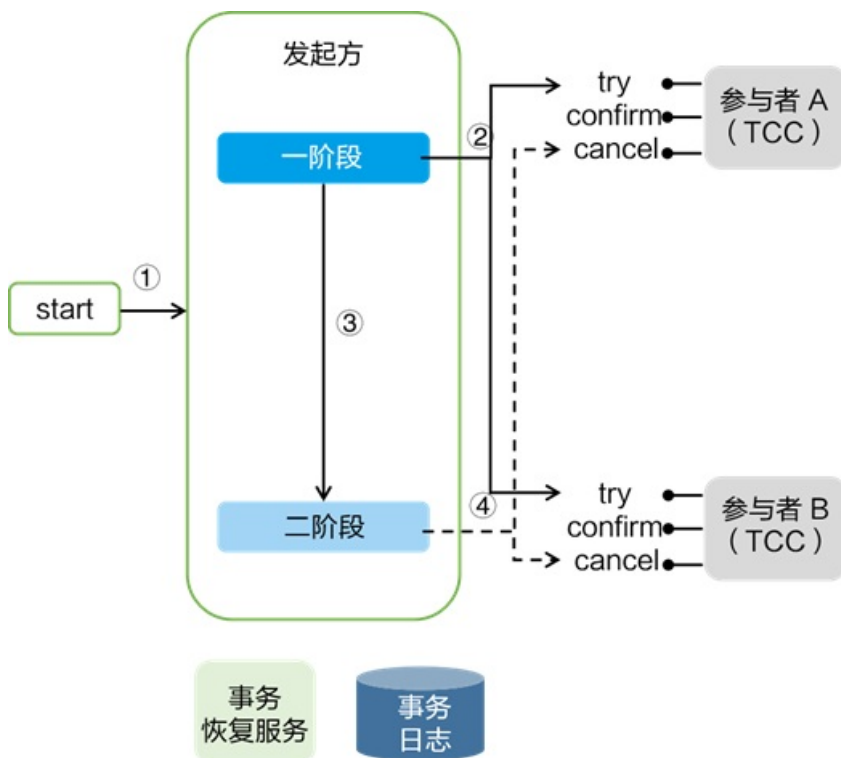 发起方
try
confirm
cancel
参与者 A
（TCC）
②
一阶段
①
start
③
④
二阶段
try
confirm
cancel
参与者 B
（TCC）
事务
恢复服务
事务
日志